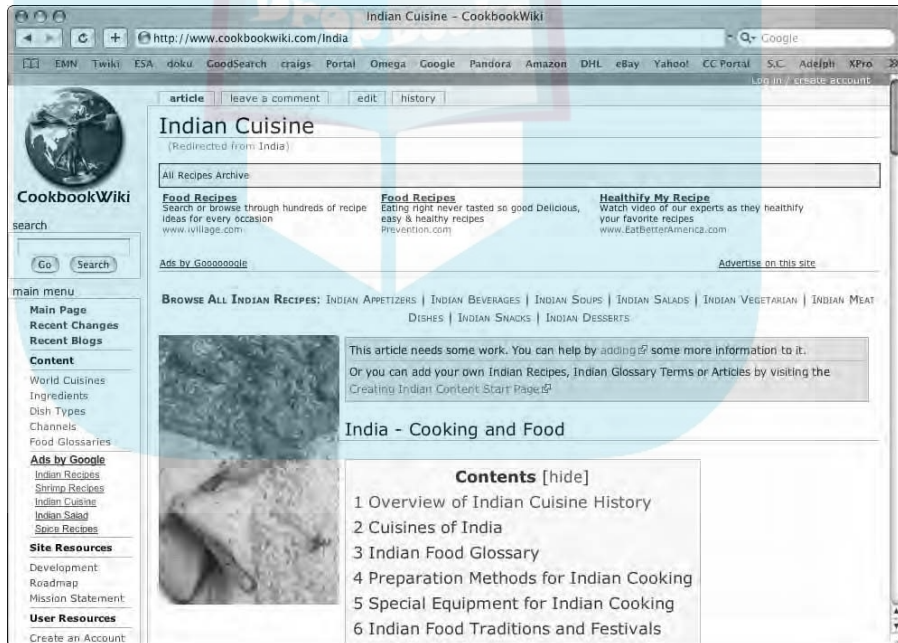 Indian Cuisine – CookbookWiki
http://www.cookbookwiki.com/India
Google
EMN Twiki ESA doku GoodSearch craigs Portal Omega Google Pandora Amazon DHL eBay Yahoo! CC Portal S.C. Adelph XPro
Log in / create account
article leave a comment edit history
Indian Cuisine
(Redirected from India)
All Recipes Archive
CookbookWiki
search
Go Search
main menu
Main Page
Recent Changes
Recent Blogs
Content
World Cuisines
Ingredients
Dish Types
Channels
Food Glossaries
Ads by Google
Indian Recipes
Shrimp Recipes
Indian Cuisine
Indian Salad
Spice Recipes
Site Resources
Development
Roadmap
Mission Statement
User Resources
Create an Account
Food Recipes
Search or browse through hundreds of recipe
ideas for every occasion
www.ivillage.com
Food Recipes
Eating right never tasted so good Delicious,
easy & healthy recipes
Prevention.com
Healthify My Recipe
Watch video of our experts as they healthify
your favorite recipes
www.EatBetterAmerica.com
Ads by Goooooogle
Advertise on this site
BROWSE ALL INDIAN RECIPES: INDIAN APPETIZERS | INDIAN BEVERAGES | INDIAN SOUPS | INDIAN SALADS | INDIAN VEGETARIAN | INDIAN MEAT
DISHES | INDIAN SNACKS | INDIAN DESSERTS
This article needs some work. You can help by adding some more information to it.
Or you can add your own Indian Recipes, Indian Glossary Terms or Articles by visiting the
Creating Indian Content Start Page
India - Cooking and Food
Contents [hide]
1 Overview of Indian Cuisine History
2 Cuisines of India
3 Indian Food Glossary
4 Preparation Methods for Indian Cooking
5 Special Equipment for Indian Cooking
6 Indian Food Traditions and Festivals